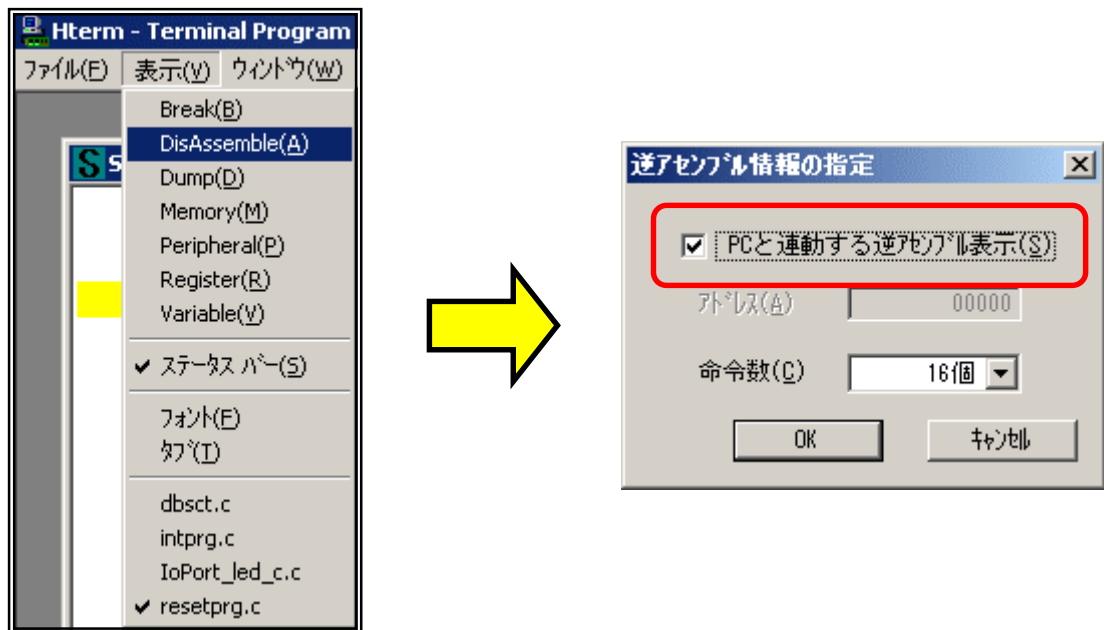 Hterm - Terminal Program
ﾌｧｲﾙ(F) 表示(V) ｳｨﾝﾄﾞｳ(W)
Break(B)
DisAssemble(A)
S S
Dump(D)
Memory(M)
Peripheral(P)
Register(R)
Variable(V)
ｽﾃｰﾀｽ ﾊﾞｰ(S)
ﾌｫﾝﾄ(F)
ﾀﾌﾞ(T)
dbsct.c
intprg.c
IoPort_led_c.c
resetprg.c
逆ｱｾﾝﾌﾞﾙ情報の指定
PCと連動する逆ｱｾﾝﾌﾞﾙ表示(S)
ｱﾄﾞﾚｽ(A) 00000
命令数(C) 16個
OK ｷｬﾝｾﾙ